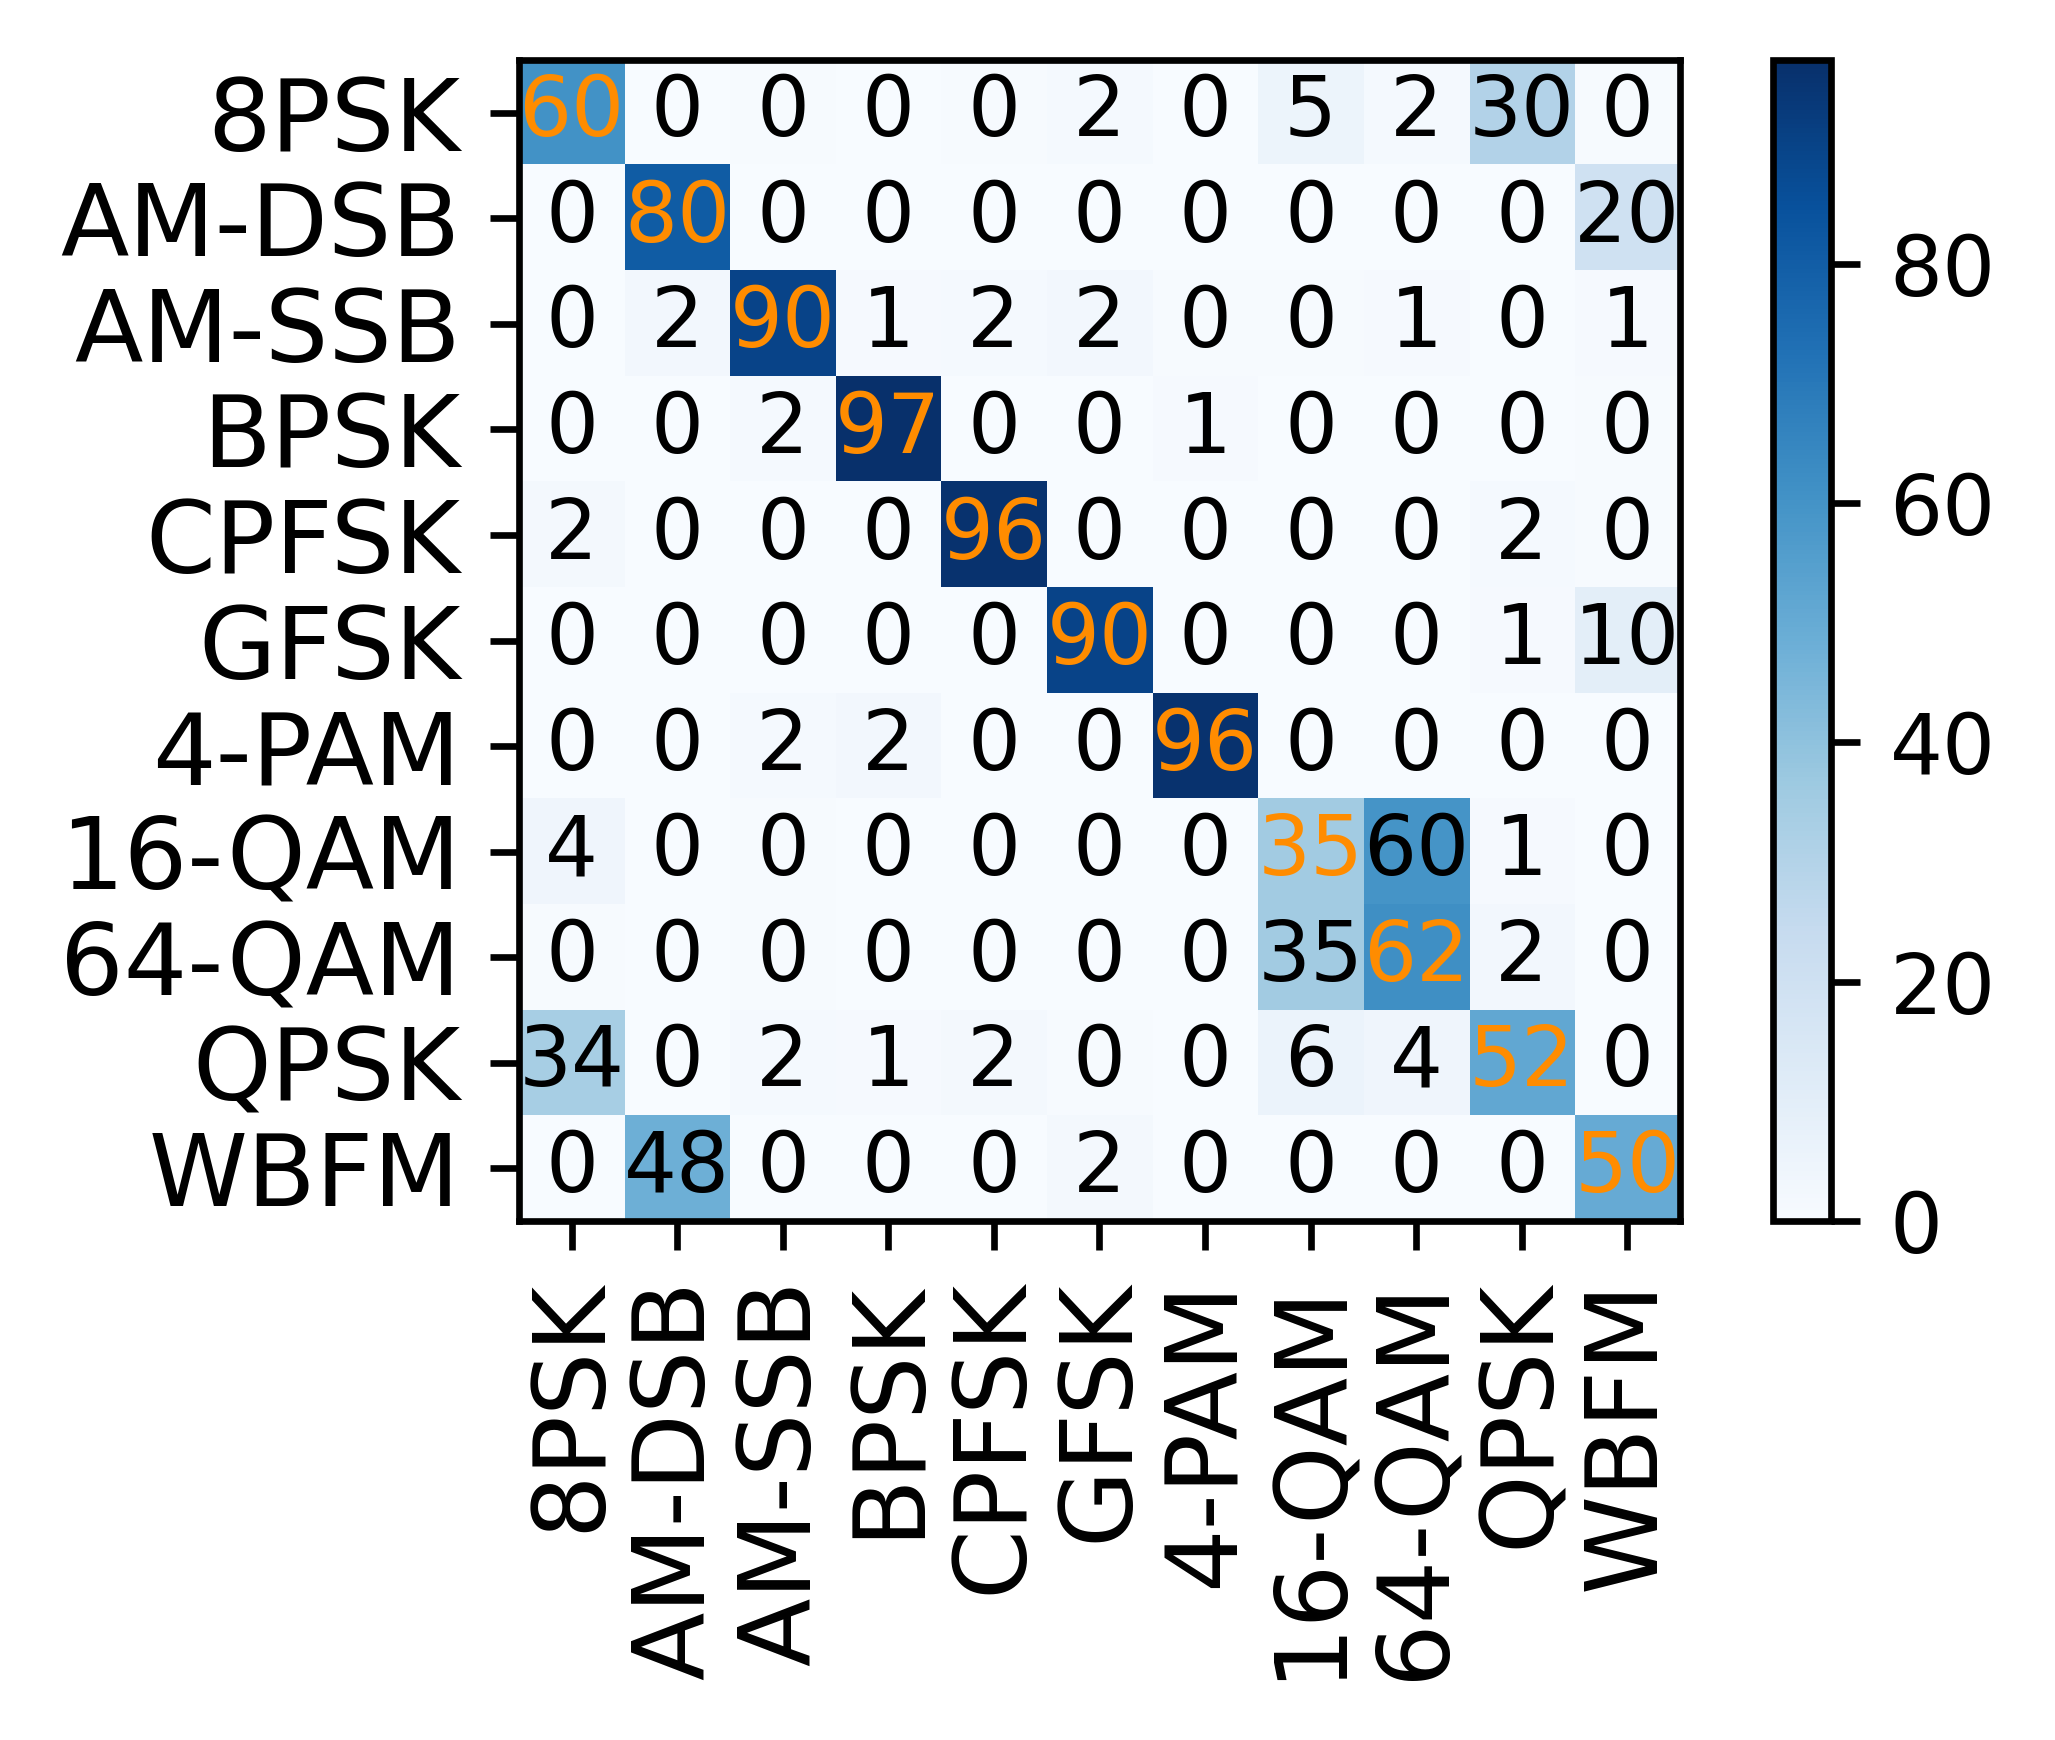 8PSK 60 0 0 0 0 2 0 5 2 30 0
AM-DSB 0 80 0 0 0 0 0 0 0 0 20
AM-SSB 0 2 90 1 2 2 0 0 1 0 1
BPSK 0 0 2 97 0 0 1 0 0 0 0
CPFSK 2 0 0 0 96 0 0 0 0 2 0
GFSK 0 0 0 0 0 90 0 0 0 1 10
4-PAM 0 0 2 2 0 0 96 0 0 0 0
16-QAM 4 0 0 0 0 0 0 35 60 1 0
64-QAM 0 0 0 0 0 0 0 35 62 2 0
QPSK 34 0 2 1 2 0 0 6 4 52 0
WBFM 0 48 0 0 0 2 0 0 0 0 50
8PSK
AM-DSB
AM-SSB
BPSK
CPFSK
GFSK
4-PAM
16-QAM
64-QAM
QPSK
WBFM
80
60
40
20
0